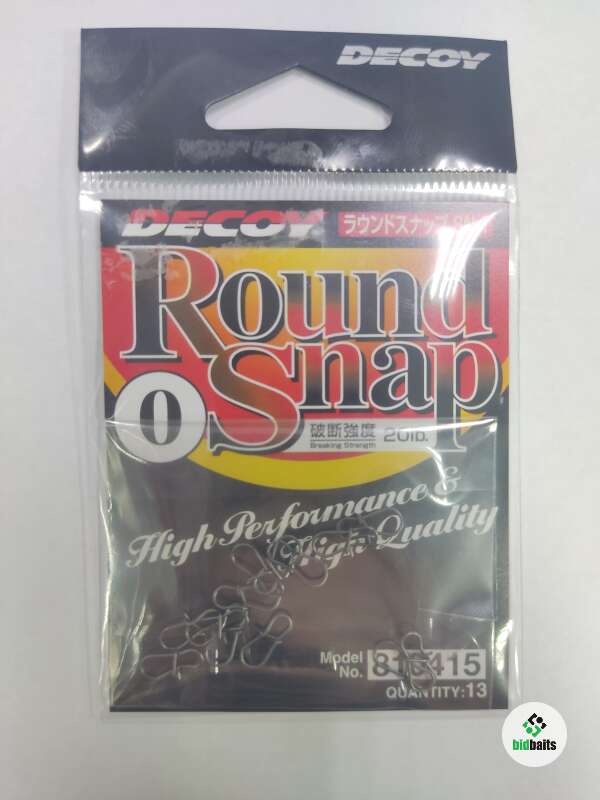 DECOY
DECOY
ラウンドスナップ
Round
0 Snap
破断強度 20lb.
Breaking Strength
High Performance &
High Quality
Model
No.
QUANTITY:13
bidbaits